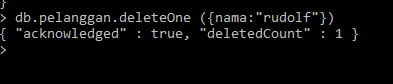 }
> db.pelanggan.deleteOne ({nama:"rudolf"})
{ "acknowledged" : true, "deletedCount" : 1 }
>